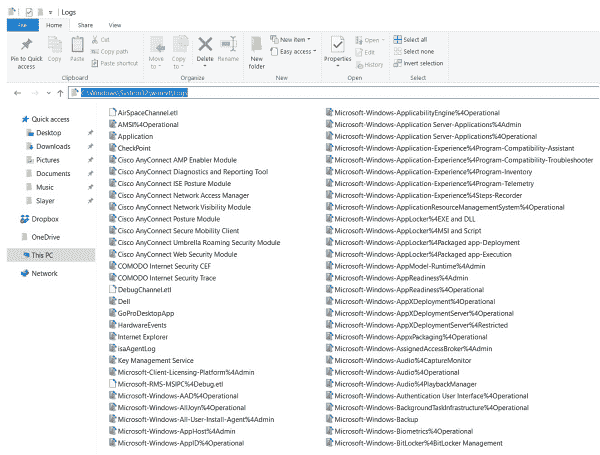 Logs
File
Home
Share
View
Pin to Quick access
Copy
Paste
Cut
Copy path
Paste shortcut
Clipboard
Move to
Copy to
Delete
Rename
Organize
New folder
New item
Easy access
New
Properties
Open
Edit
History
Open
Select all
Select none
Invert selection
Select
C:\Windows\System32\winevt\Logs
Quick access
Desktop
Downloads
Pictures
Documents
Music
Slayer
Dropbox
OneDrive
This PC
Network
AirSpaceChannel.etl
AMSI%4Operational
Application
CheckPoint
Cisco AnyConnect AMP Enabler Module
Cisco AnyConnect Diagnostics and Reporting Tool
Cisco AnyConnect ISE Posture Module
Cisco AnyConnect Network Access Manager
Cisco AnyConnect Network Visibility Module
Cisco AnyConnect Posture Module
Cisco AnyConnect Secure Mobility Client
Cisco AnyConnect Umbrella Roaming Security Module
Cisco AnyConnect Web Security Module
COMODO Internet Security CEF
COMODO Internet Security Trace
DebugChannel.etl
Dell
GoProDesktopApp
HardwareEvents
Internet Explorer
isaAgentLog
Key Management Service
Microsoft-Client-Licensing-Platform%4Admin
Microsoft-RMS-MSIPC%4Debug.etl
Microsoft-Windows-AAD%4Operational
Microsoft-Windows-AllJoyn%4Operational
Microsoft-Windows-All-User-Install-Agent%4Admin
Microsoft-Windows-AppHost%4Admin
Microsoft-Windows-AppID%4Operational
Microsoft-Windows-ApplicabilityEngine%4Operational
Microsoft-Windows-Application Server-Applications%4Admin
Microsoft-Windows-Application Server-Applications%4Operational
Microsoft-Windows-Application-Experience%4Program-Compatibility-Assistant
Microsoft-Windows-Application-Experience%4Program-Compatibility-Troubleshooter
Microsoft-Windows-Application-Experience%4Program-Inventory
Microsoft-Windows-Application-Experience%4Program-Telemetry
Microsoft-Windows-Application-Experience%4Steps-Recorder
Microsoft-Windows-ApplicationResourceManagementSystem%4Operational
Microsoft-Windows-AppLocker%4EXE and DLL
Microsoft-Windows-AppLocker%4MSI and Script
Microsoft-Windows-AppLocker%4Packaged app-Deployment
Microsoft-Windows-AppLocker%4Packaged app-Execution
Microsoft-Windows-AppModel-Runtime%4Admin
Microsoft-Windows-AppReadiness%4Admin
Microsoft-Windows-AppReadiness%4Operational
Microsoft-Windows-AppXDeployment%4Operational
Microsoft-Windows-AppXDeploymentServer%4Operational
Microsoft-Windows-AppXDeploymentServer%4Restricted
Microsoft-Windows-AppxPackaging%4Operational
Microsoft-Windows-AssignedAccessBroker%4Admin
Microsoft-Windows-Audio%4CaptureMonitor
Microsoft-Windows-Audio%4Operational
Microsoft-Windows-Audio%4PlaybackManager
Microsoft-Windows-Authentication User Interface%4Operational
Microsoft-Windows-BackgroundTaskInfrastructure%4Operational
Microsoft-Windows-Backup
Microsoft-Windows-Biometrics%4Operational
Microsoft-Windows-BitLocker%4BitLocker Management